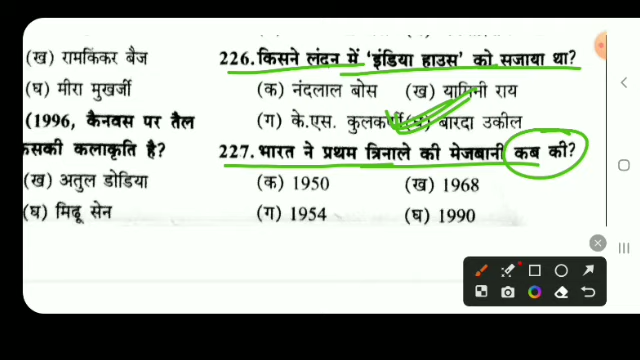 (ख) रामकिंकर बैज
(घ) मीरा मुखर्जी
(1996, कैनवस पर तैल
कसकी कलाकृति है?
(ख) अतुल डोडिया
(घ) मिठू सेन
226. किसने लंदन में 'इंडिया हाउस' को सजाया था?
(क) नंदलाल बोस (ख) यामिनी राय
(ग) के.एस. कुलकर्णी (घ) बारदा उकील
227. भारत ने प्रथम त्रिनाले की मेजबानी कब की?
(क) 1950 (ख) 1968
(ग) 1954 (घ) 1990